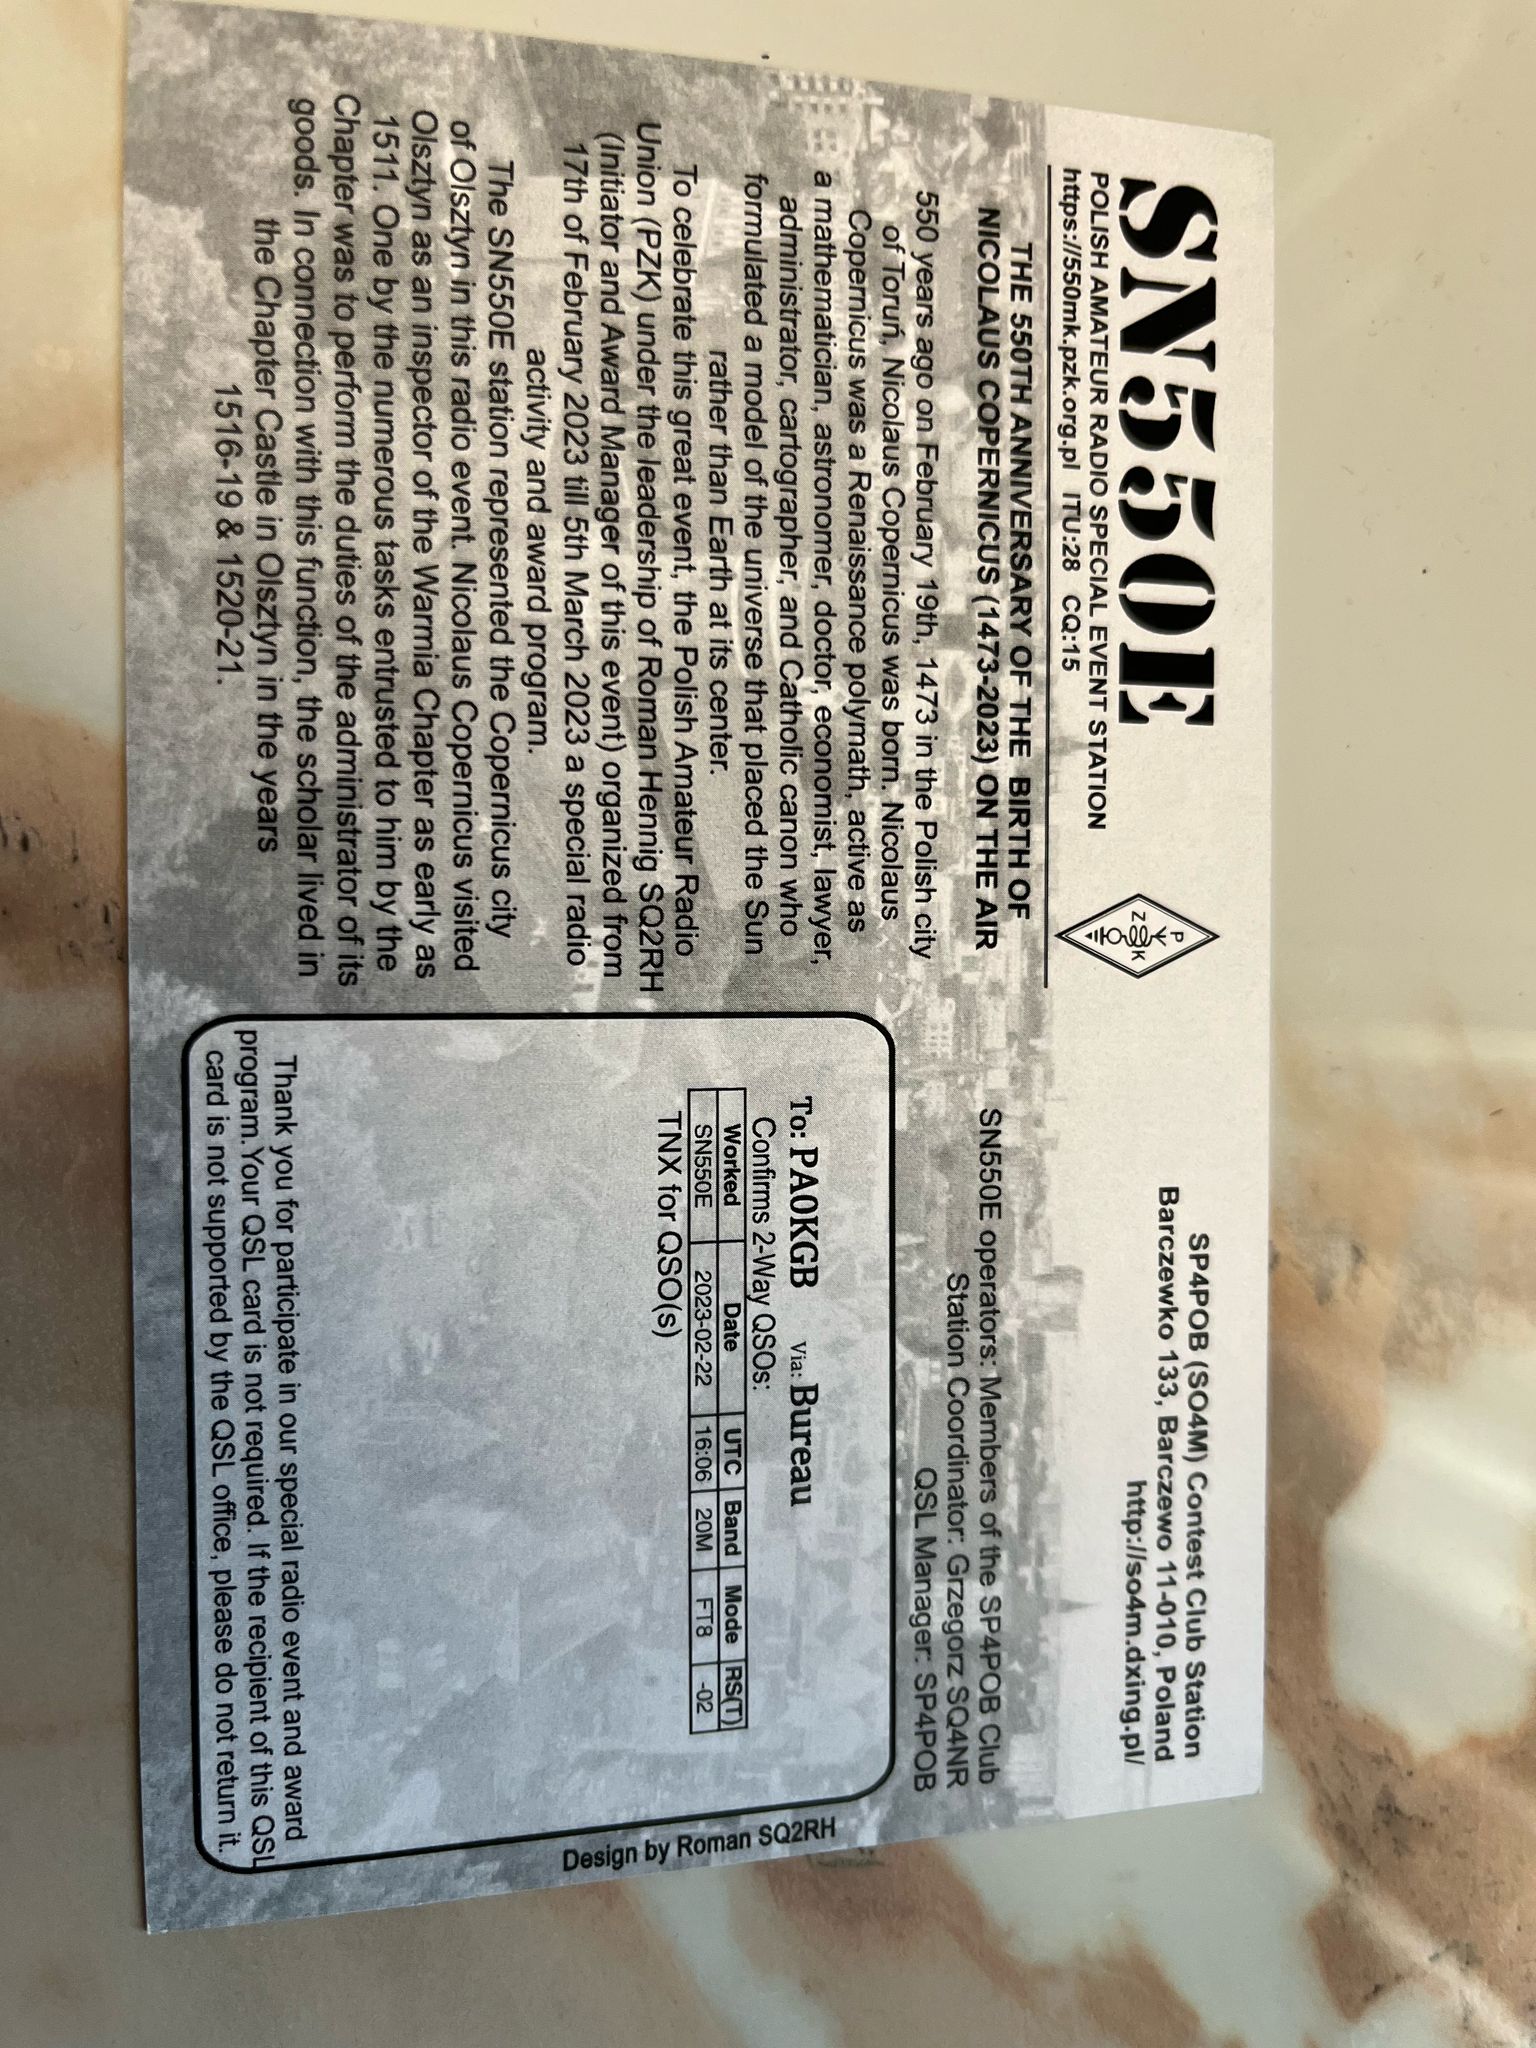 SN550E
POLISH AMATEUR RADIO SPECIAL EVENT STATION
https://550mk.pzk.org.pl ITU:28 CQ:15
P
Z K
SP4POB (SO4M) Contest Club Station
Barczewko 133, Barczewo 11-010, Poland
http://so4m.dxing.pl/
THE 550TH ANNIVERSARY OF THE BIRTH OF
NICOLAUS COPERNICUS (1473-2023) ON THE AIR
550 years ago on February 19th, 1473 in the Polish city
of Toruń, Nicolaus Copernicus was born. Nicolaus
Copernicus was a Renaissance polymath, active as
a mathematician, astronomer, doctor, economist, lawyer,
administrator, cartographer, and Catholic canon who
formulated a model of the universe that placed the Sun
rather than Earth at its center.
To celebrate this great event, the Polish Amateur Radio
Union (PZK) under the leadership of Roman Hennig SQ2RH
(Initiator and Award Manager of this event) organized from
17th of February 2023 till 5th March 2023 a special radio
activity and award program.
The SN550E station represented the Copernicus city
of Olsztyn in this radio event. Nicolaus Copernicus visited
Olsztyn as an inspector of the Warmia Chapter as early as
1511. One by the numerous tasks entrusted to him by the
Chapter was to perform the duties of the administrator of its
goods. In connection with this function, the scholar lived in
the Chapter Castle in Olsztyn in the years
1516-19 & 1520-21.
SN550E operators: Members of the SP4POB Club
Station Coordinator: Grzegorz SQ4NR
QSL Manager: SP4POB
To: PA0KGB Via: Bureau
Confirms 2-Way QSOs:
Worked Date UTC Band Mode RS(T)
SN550E 2023-02-22 16:06 20M FT8 -02
TNX for QSO(s)
Thank you for participate in our special radio event and award
program. Your QSL card is not required. If the recipient of this QSL
card is not supported by the QSL office, please do not return it.
Design by Roman SQ2RH